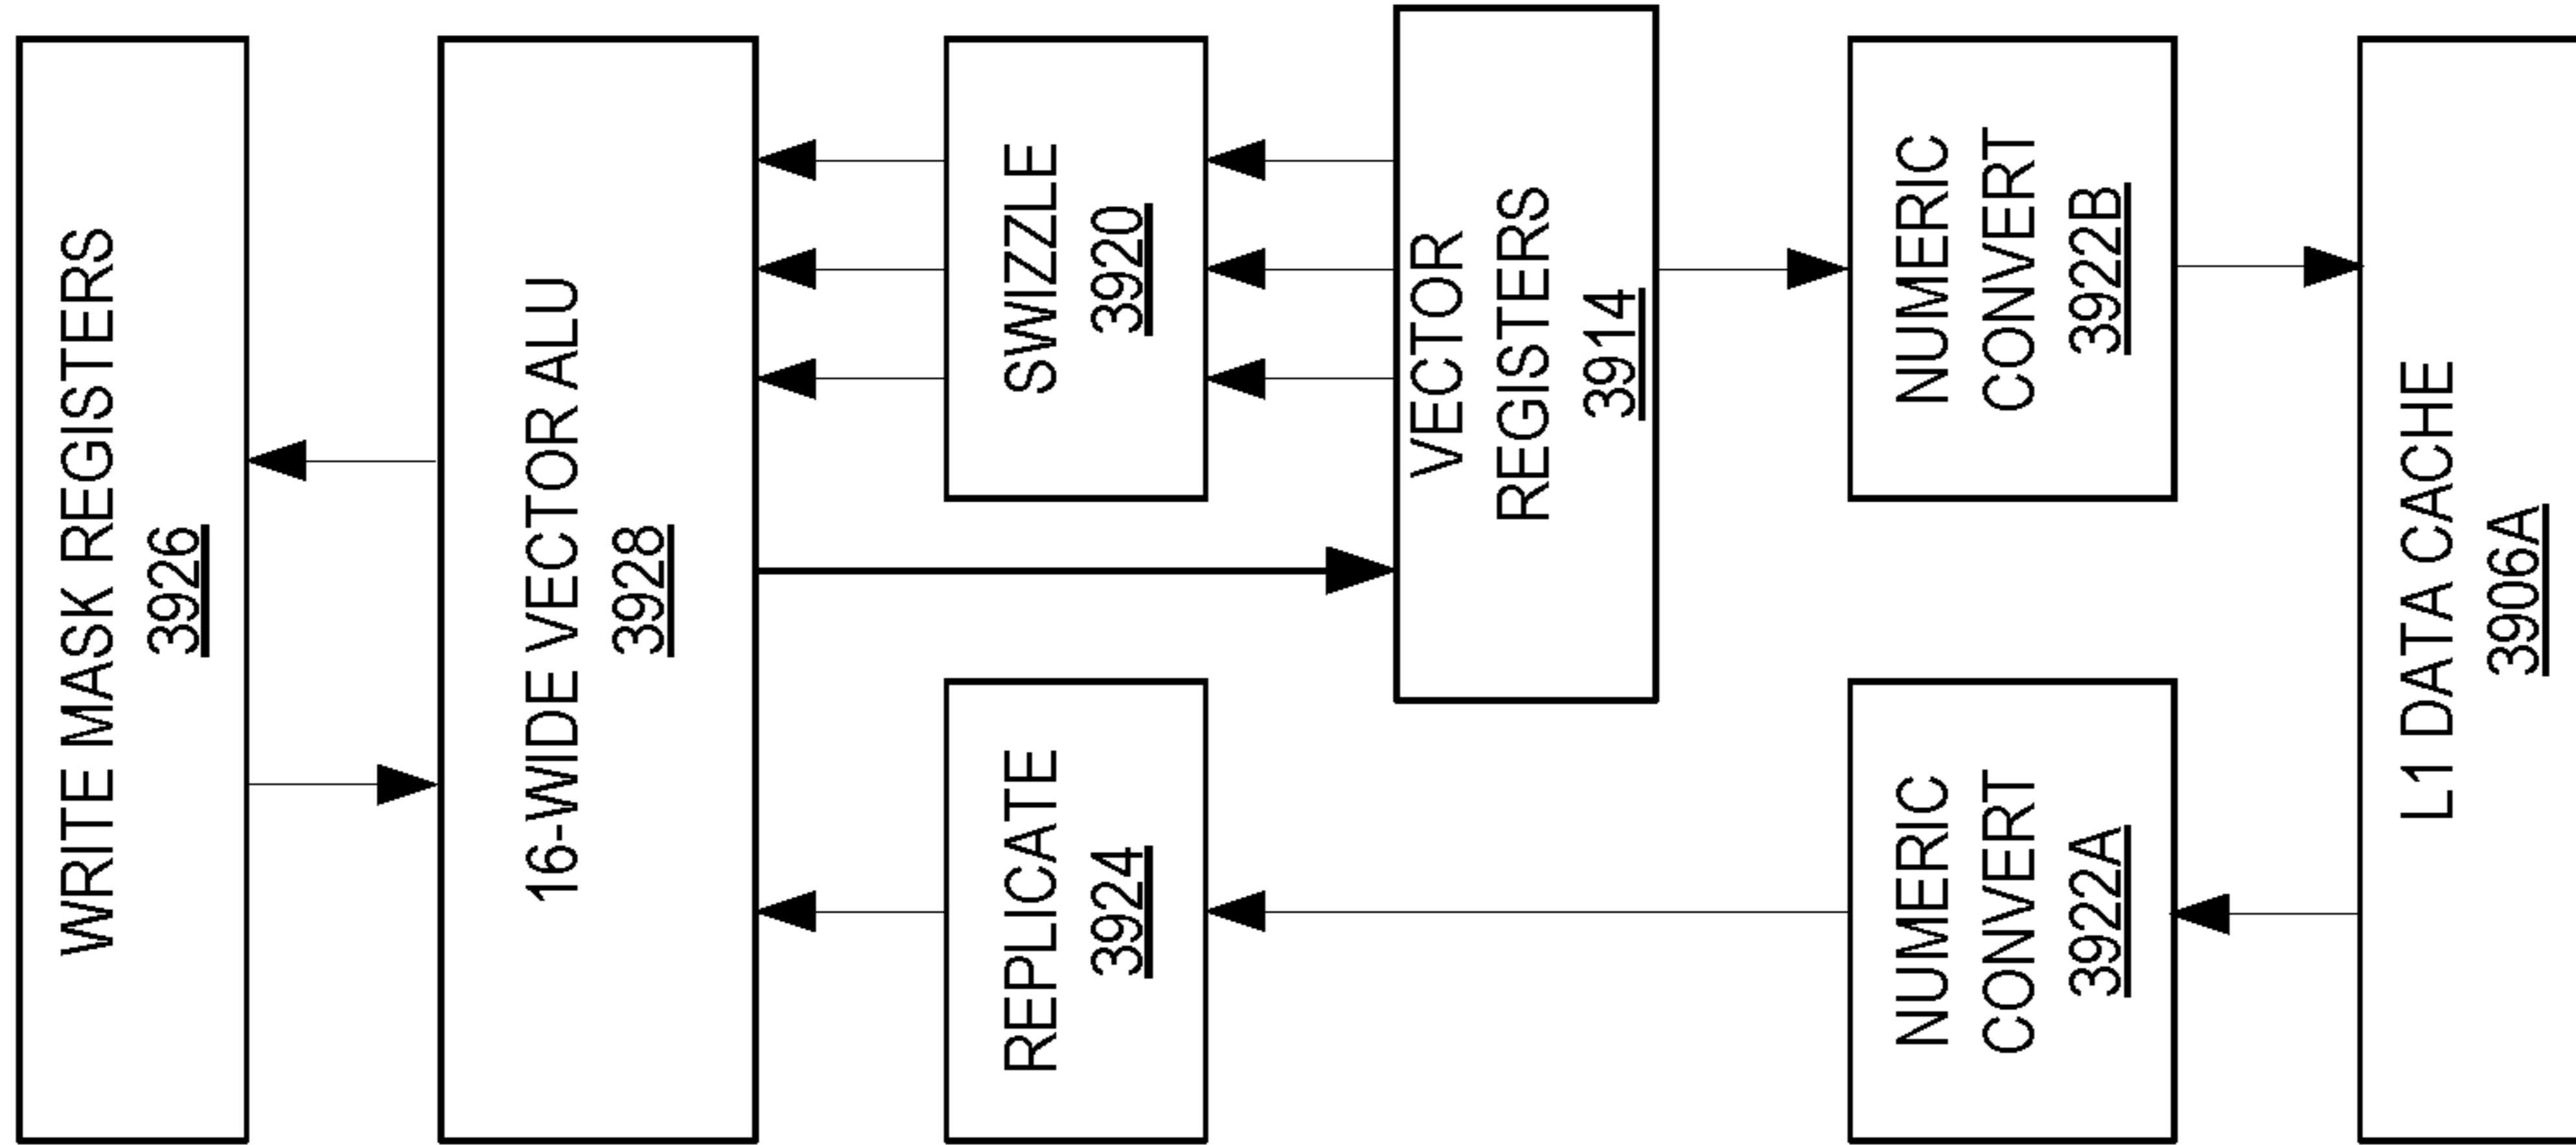 WRITE MASK REGISTERS
3926
16-WIDE VECTOR ALU
3928
REPLICATE
3924
SWIZZLE
3920
VECTOR
REGISTERS
3914
NUMERIC
CONVERT
3922A
NUMERIC
CONVERT
3922B
L1 DATA CACHE
3906A